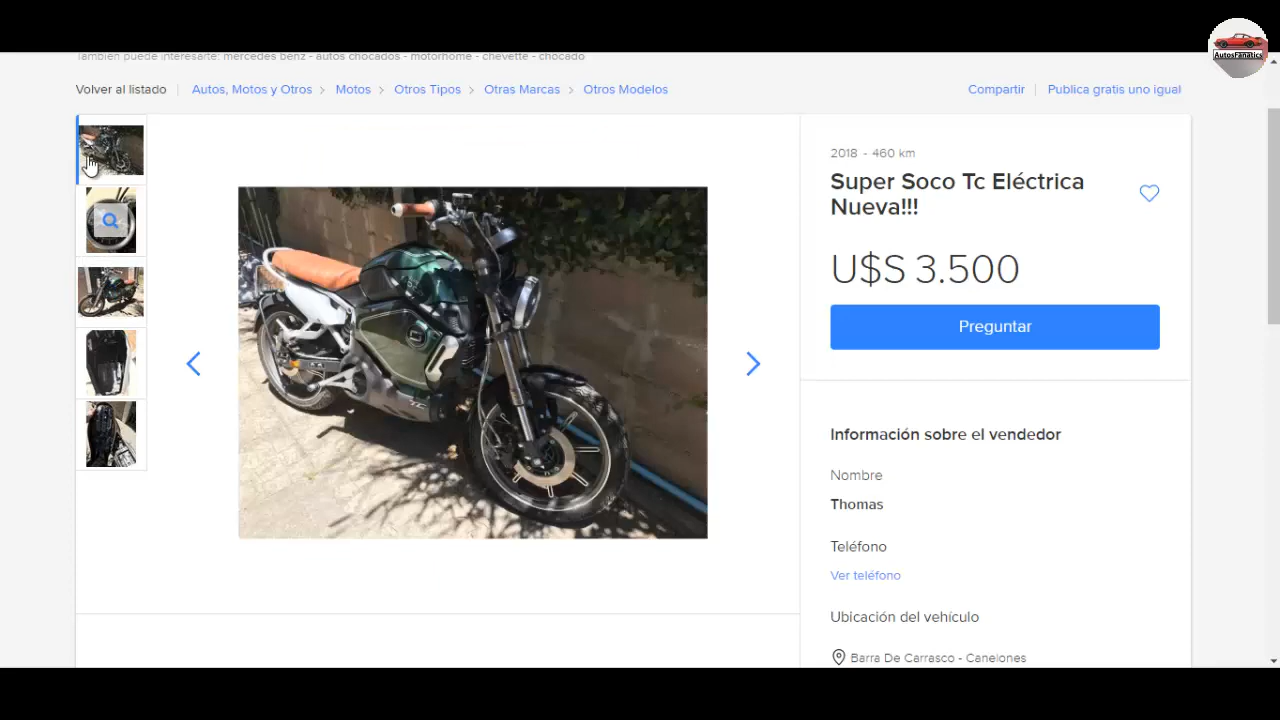 También puede interesarte: mercedes benz - autos chocados - motorhome - chevette - chocado
AutosFanatics
Volver al listado
Autos, Motos y Otros > Motos > Otros Tipos > Otras Marcas > Otros Modelos
Compartir
Publica gratis uno igual
2018 - 460 km
Super Soco Tc Eléctrica
Nueva!!!
U$S 3.500
Preguntar
TC
Información sobre el vendedor
Nombre
Thomas
Teléfono
Ver teléfono
Ubicación del vehículo
Barra De Carrasco - Canelones